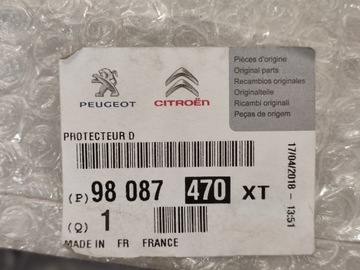 PEUGEOT
CITROËN
Pièces d'origine
Original parts
Recambios originales
Originalteile
Ricambi originali
Peças de origem
PROTECTEUR D
(P) 98 087 470 XT
(Q) 1
MADE IN FR FRANCE
17/04/2018 - 13:51